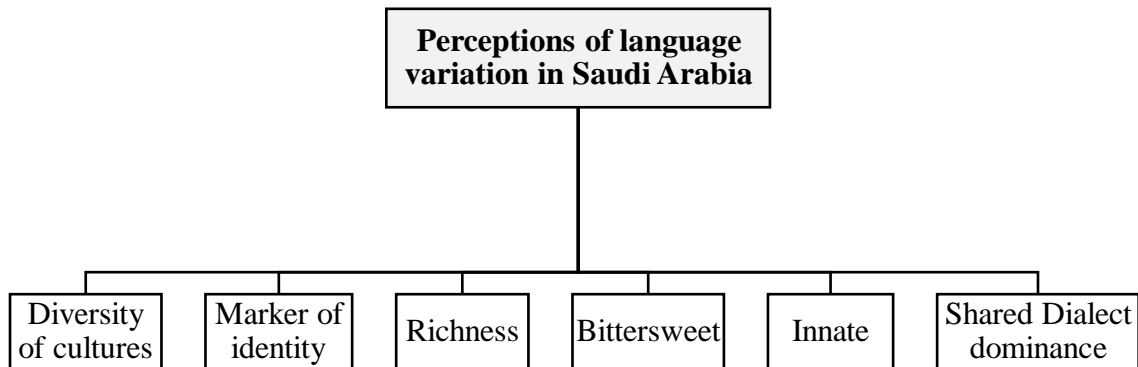 Perceptions of language
variation in Saudi Arabia
Diversity
of cultures
Marker of
identity
Richness
Bittersweet
Innate
Shared Dialect
dominance